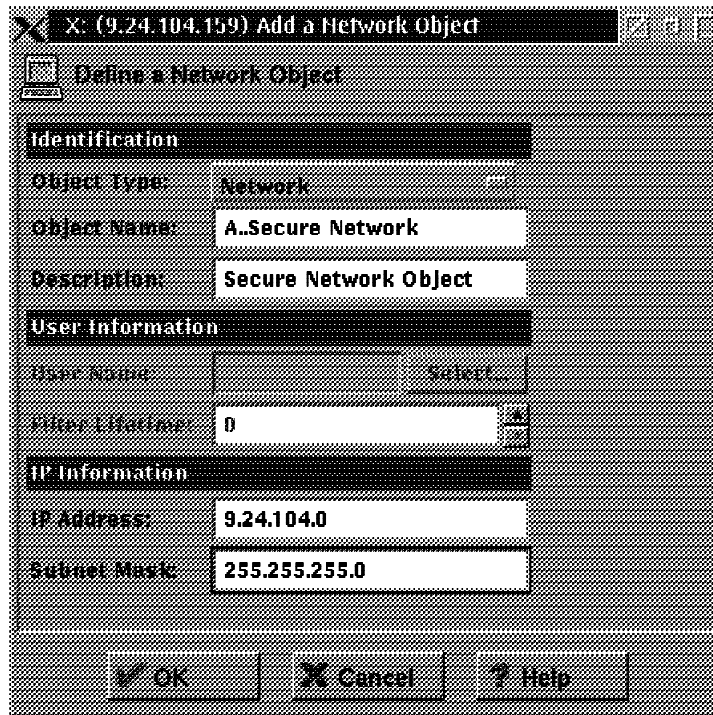 X: (9.24.104.159) Add a Network Object
Define a Network Object
Identification
Object Type: Network
Object Name: A..Secure Network
Description: Secure Network Object
User Information
User Name: Select...
Filter Lifetime: 0
IP Information
IP Address: 9.24.104.0
Subnet Mask: 255.255.255.0
OK Cancel ? Help